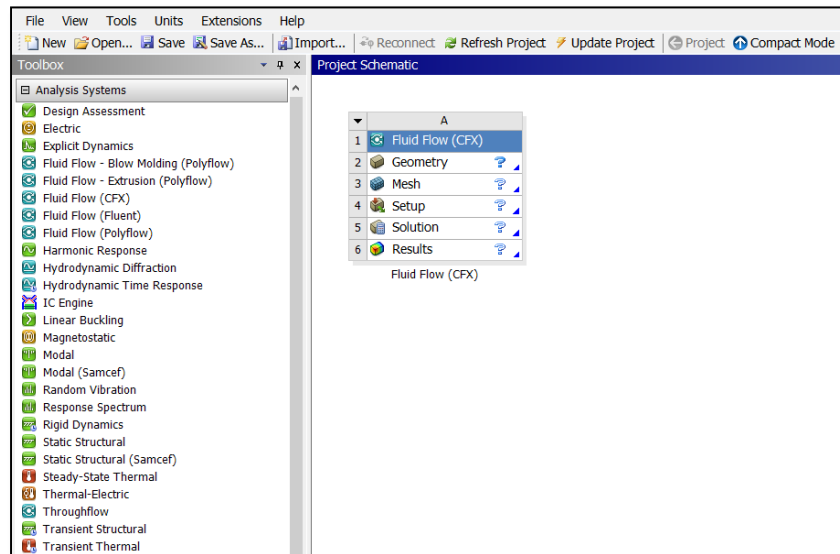 File View Tools Units Extensions Help
New Open... Save Save As... Import... Reconnect Refresh Project Update Project Project Compact Mode
Toolbox
Project Schematic
Analysis Systems
Design Assessment
Electric
Explicit Dynamics
Fluid Flow - Blow Molding (Polyflow)
Fluid Flow - Extrusion (Polyflow)
Fluid Flow (CFX)
Fluid Flow (Fluent)
Fluid Flow (Polyflow)
Harmonic Response
Hydrodynamic Diffraction
Hydrodynamic Time Response
IC Engine
Linear Buckling
Magnetostatic
Modal
Modal (Samcef)
Random Vibration
Response Spectrum
Rigid Dynamics
Static Structural
Static Structural (Samcef)
Steady-State Thermal
Thermal-Electric
Throughflow
Transient Structural
Transient Thermal
A
1 Fluid Flow (CFX)
2 Geometry ?
3 Mesh ?
4 Setup ?
5 Solution ?
6 Results ?
Fluid Flow (CFX)